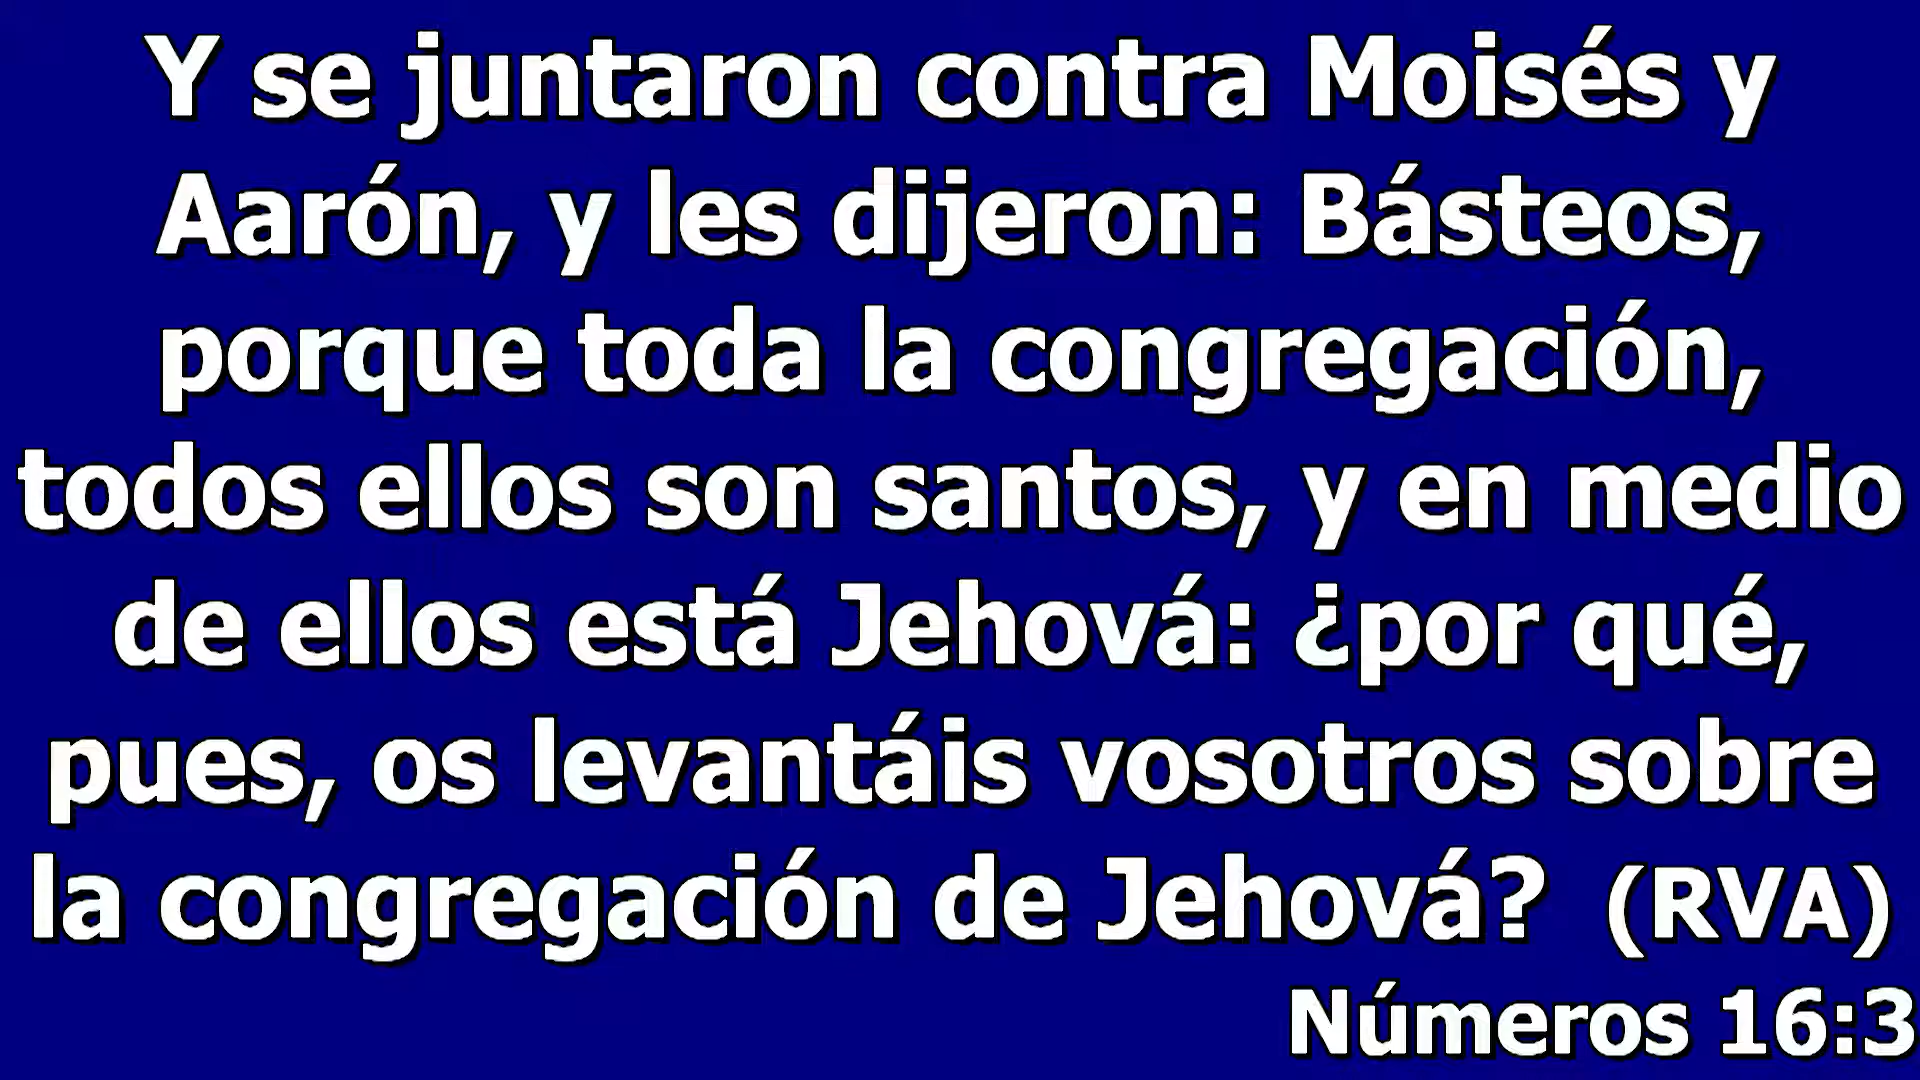 Y se juntaron contra Moisés y
Aarón, y les dijeron: Básteos,
porque toda la congregación,
todos ellos son santos, y en medio
de ellos está Jehová: ¿por qué,
pues, os levantáis vosotros sobre
la congregación de Jehová? (RVA)
Números 16:3